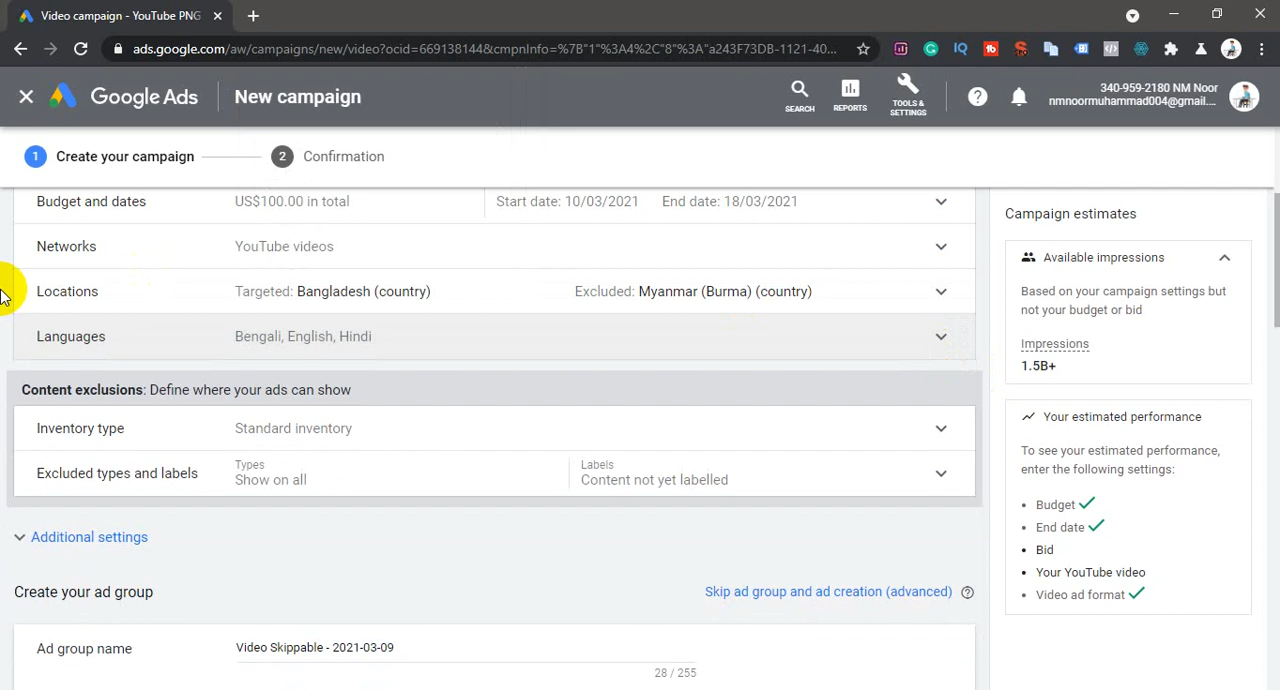 Video campaign - YouTube PNG
ads.google.com/aw/campaigns/new/video?ocid=669138144&cmpnInfo=%7B"1"%3A4%2C"8"%3A"a243F73DB-1121-40...
Google Ads
New campaign
SEARCH
REPORTS
TOOLS &
SETTINGS
340-959-2180 NM Noor
nmnoormuhammad004@gmail....
1 Create your campaign
2 Confirmation
Budget and dates
US$100.00 in total
Start date: 10/03/2021
End date: 18/03/2021
Networks
YouTube videos
Locations
Targeted: Bangladesh (country)
Excluded: Myanmar (Burma) (country)
Languages
Bengali, English, Hindi
Content exclusions: Define where your ads can show
Inventory type
Standard inventory
Excluded types and labels
Types
Show on all
Labels
Content not yet labelled
Additional settings
Create your ad group
Skip ad group and ad creation (advanced)
Ad group name
Video Skippable - 2021-03-09
28 / 255
Campaign estimates
Available impressions
Based on your campaign settings but
not your budget or bid
Impressions
1.5B+
Your estimated performance
To see your estimated performance,
enter the following settings:
Budget
End date
Bid
Your YouTube video
Video ad format